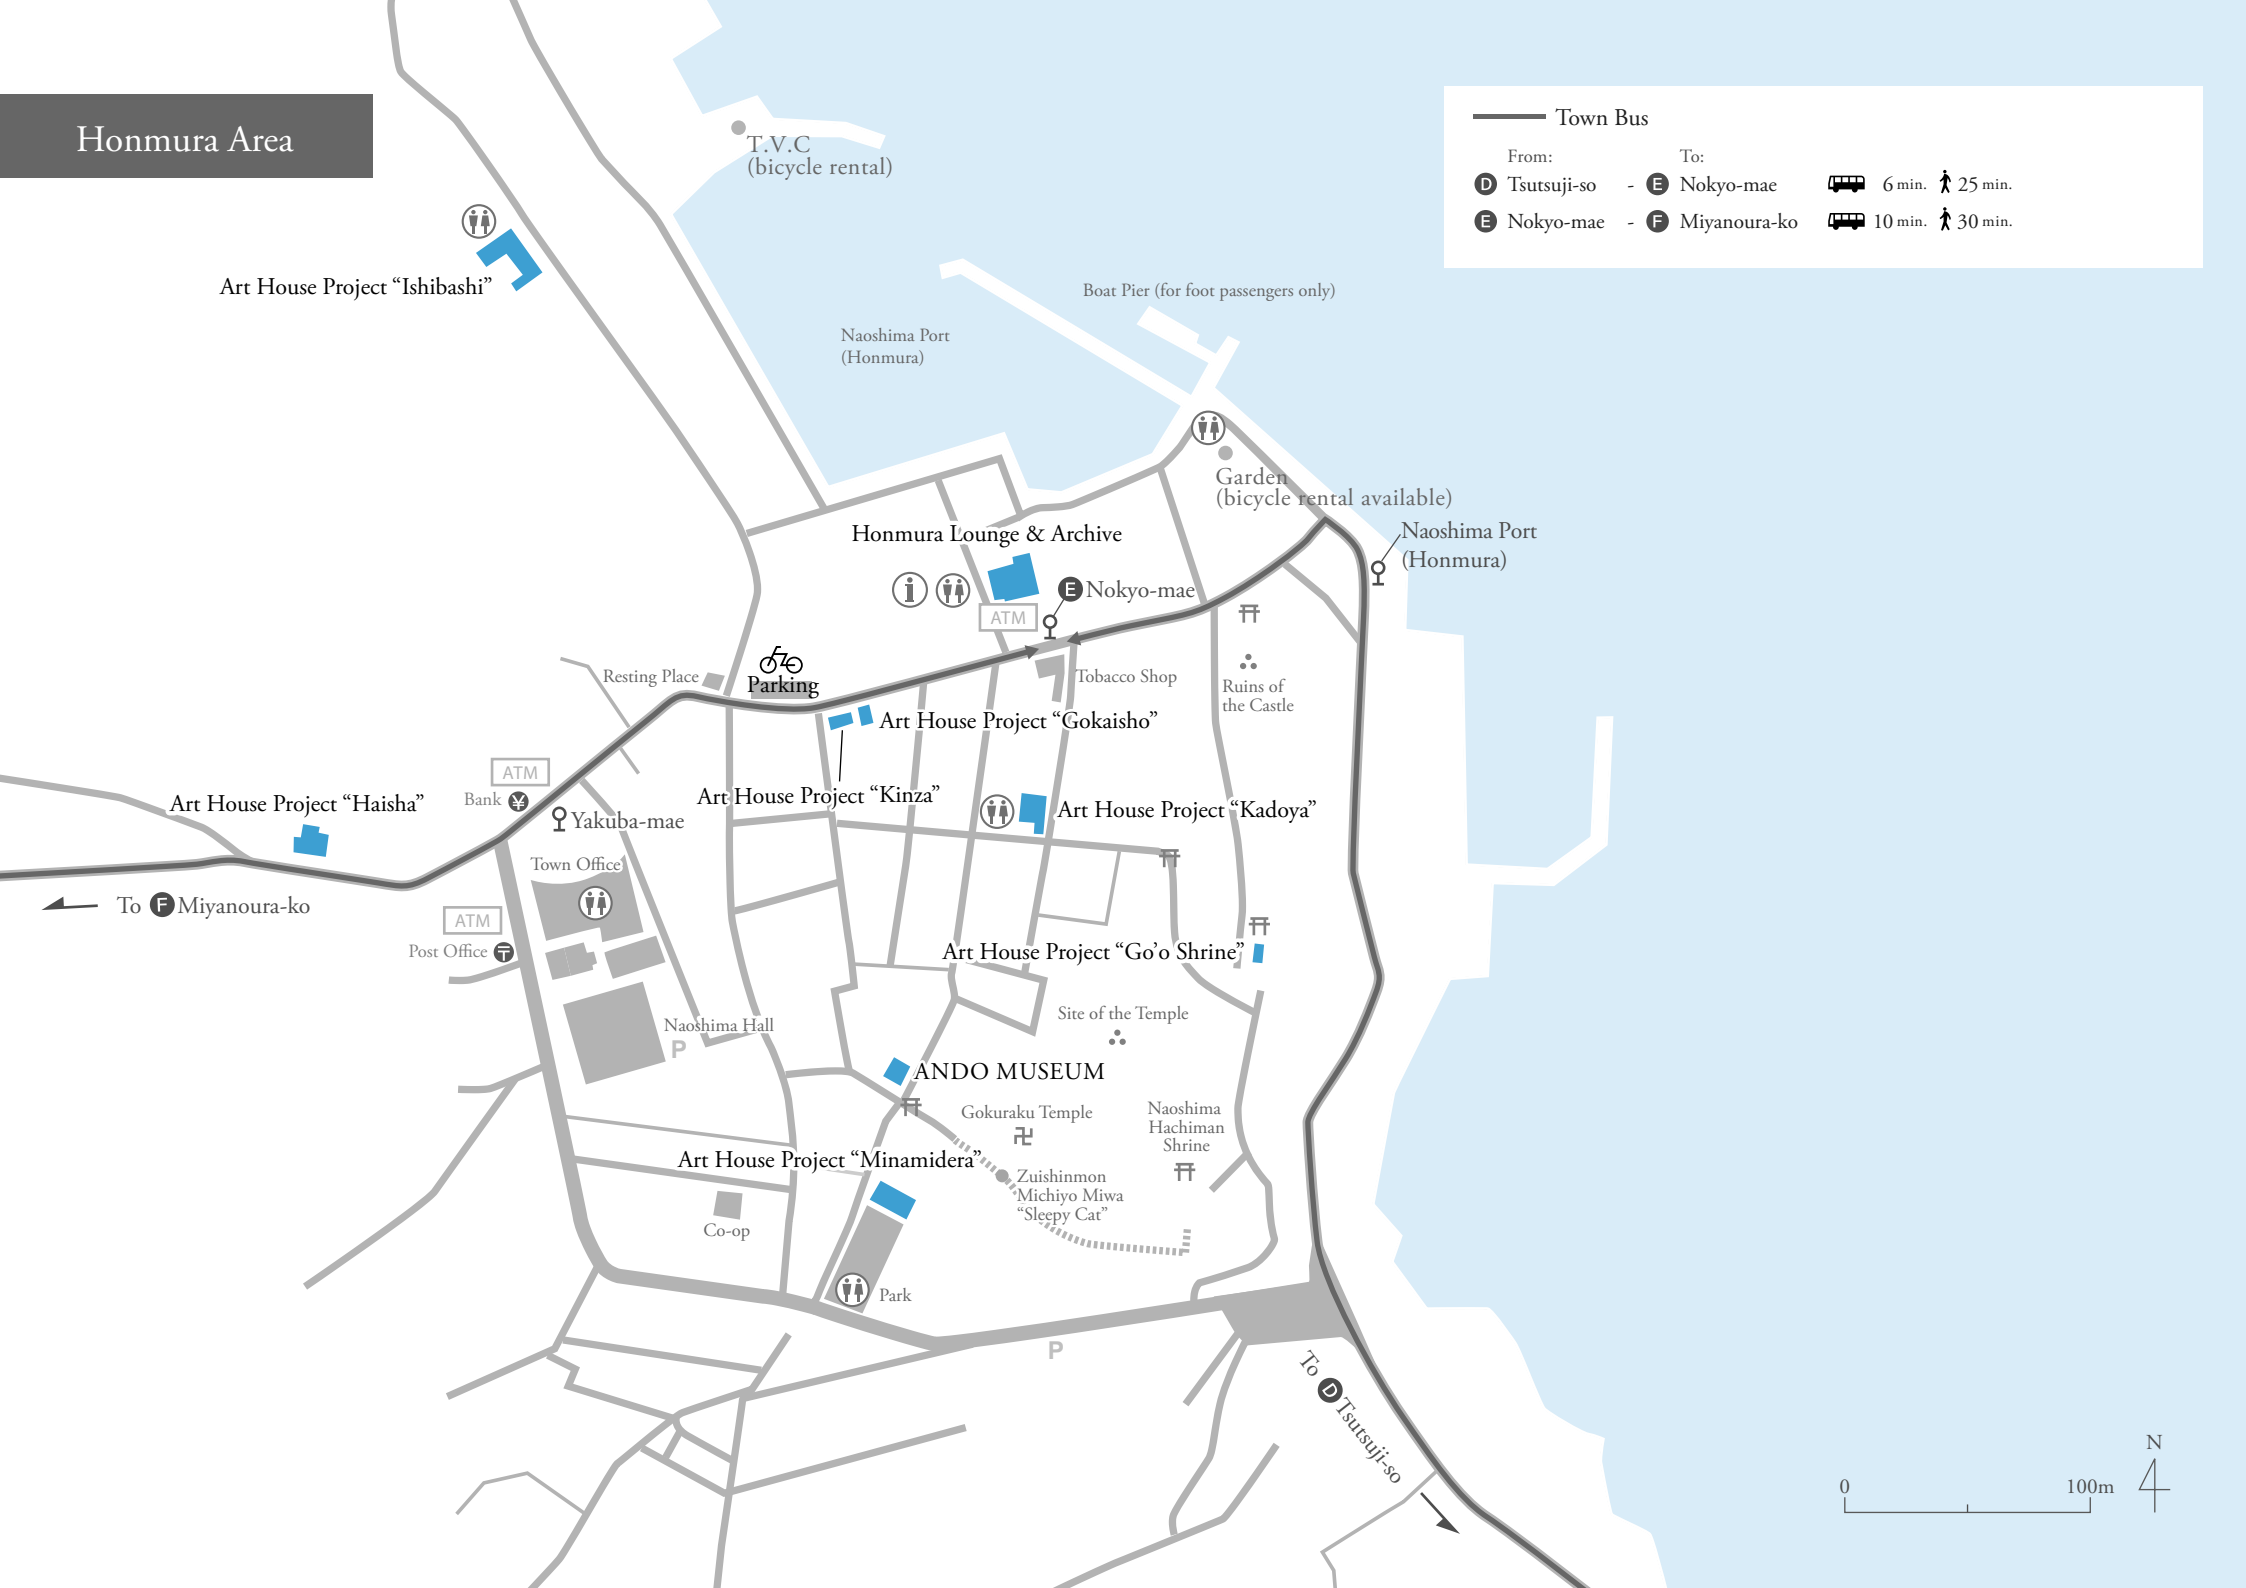 Honmura Area
T.V.C
(bicycle rental)
Town Bus
From:
To:
D Tsutsuji-so - E Nokyo-mae 6 min. 25 min.
E Nokyo-mae - F Miyanoura-ko 10 min. 30 min.
Art House Project “Ishibashi”
Boat Pier (for foot passengers only)
Naoshima Port
(Honmura)
Garden
(bicycle rental available)
Naoshima Port
(Honmura)
Honmura Lounge & Archive
i
E Nokyo-mae
ATM
Resting Place
Parking
Tobacco Shop
Ruins of
the Castle
Art House Project “Gokaisho”
ATM
Bank ¥
Art House Project “Haisha”
Art House Project “Kinza”
Art House Project “Kadoya”
Yakuba-mae
Town Office
To F Miyanoura-ko
ATM
Post Office 〒
Art House Project “Go’o Shrine”
Site of the Temple
Naoshima Hall
P
ANDO MUSEUM
Gokuraku Temple
卍
Naoshima
Hachiman
Shrine
Art House Project “Minamidera”
Zuishinmon
Michiyo Miwa
“Sleepy Cat”
Co-op
Park
P
To D Tsutsuji-so
N
0 100m